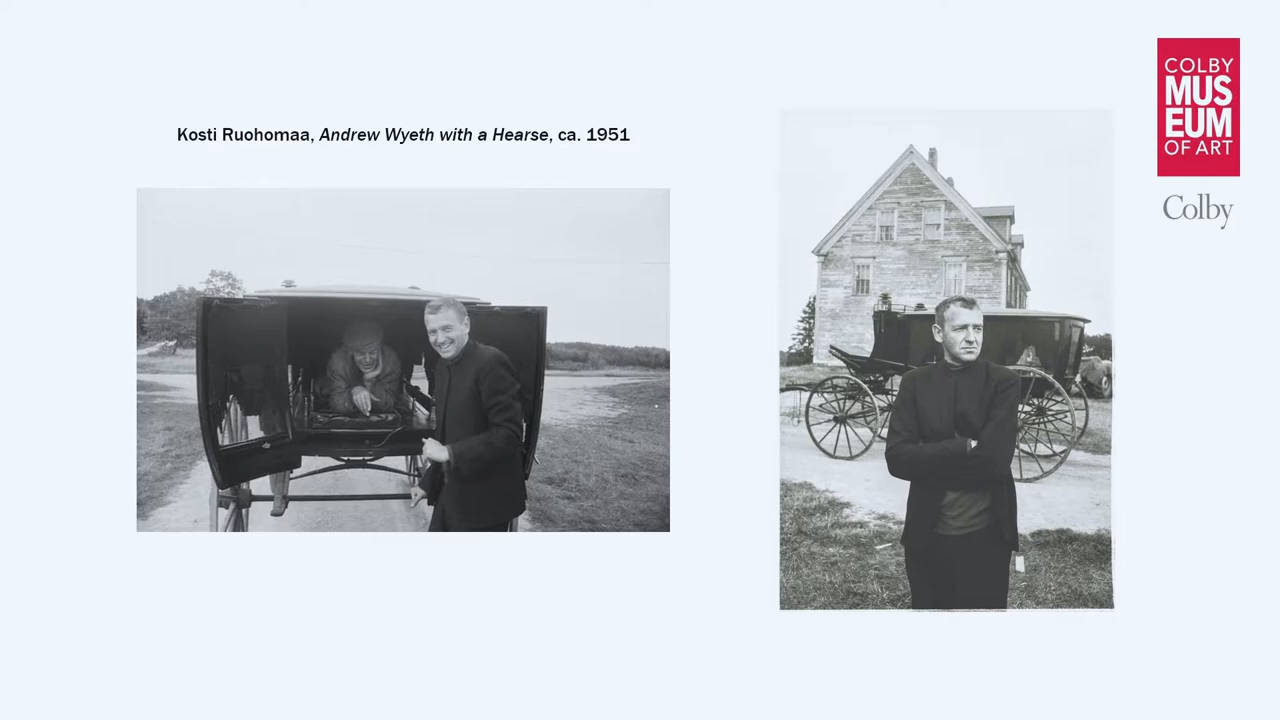 Kosti Ruohomaa, Andrew Wyeth with a Hearse, ca. 1951
COLBY
MUS
EUM
OF ART
Colby